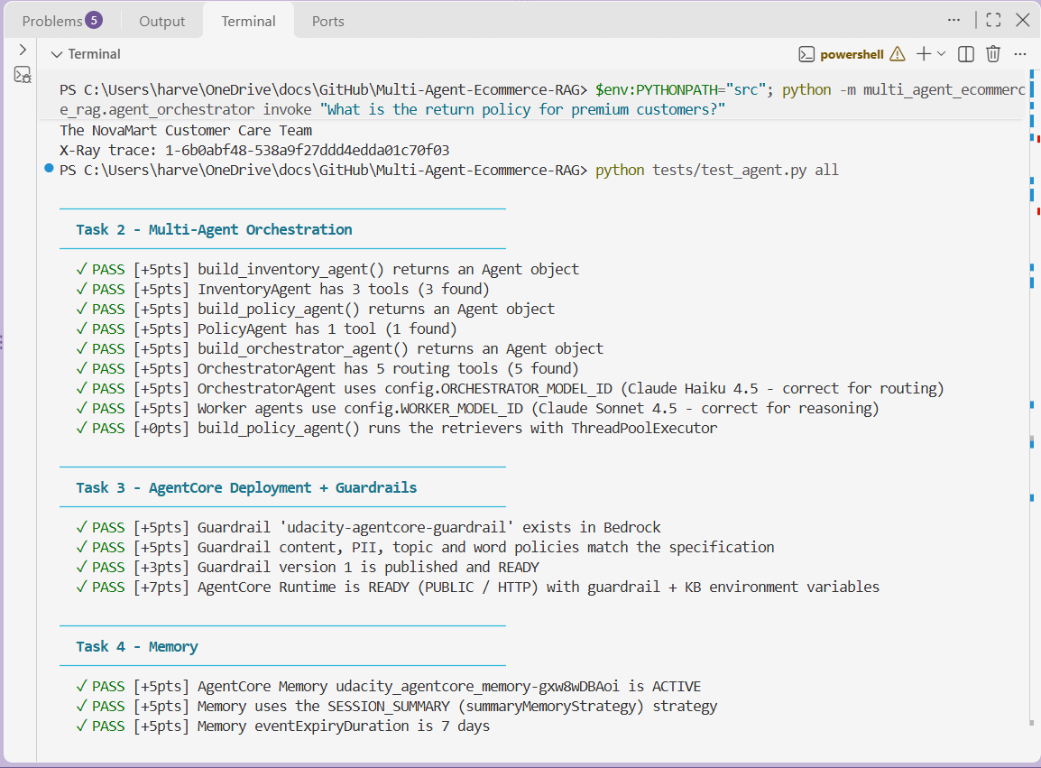 Problems 5 Output Terminal Ports
Terminal powershell
PS C:\Users\harve\OneDrive\docs\GitHub\Multi-Agent-Ecommerce-RAG> $env:PYTHONPATH="src"; python -m multi_agent_ecommerc
e_rag.agent_orchestrator invoke "What is the return policy for premium customers?"
The NovaMart Customer Care Team
X-Ray trace: 1-6b0abf48-538a9f27ddd4edda01c70f03
PS C:\Users\harve\OneDrive\docs\GitHub\Multi-Agent-Ecommerce-RAG> python tests/test_agent.py all
Task 2 - Multi-Agent Orchestration
✓ PASS [+5pts] build_inventory_agent() returns an Agent object
✓ PASS [+5pts] InventoryAgent has 3 tools (3 found)
✓ PASS [+5pts] build_policy_agent() returns an Agent object
✓ PASS [+5pts] PolicyAgent has 1 tool (1 found)
✓ PASS [+5pts] build_orchestrator_agent() returns an Agent object
✓ PASS [+5pts] OrchestratorAgent has 5 routing tools (5 found)
✓ PASS [+5pts] OrchestratorAgent uses config.ORCHESTRATOR_MODEL_ID (Claude Haiku 4.5 - correct for routing)
✓ PASS [+5pts] Worker agents use config.WORKER_MODEL_ID (Claude Sonnet 4.5 - correct for reasoning)
✓ PASS [+0pts] build_policy_agent() runs the retrievers with ThreadPoolExecutor
Task 3 - AgentCore Deployment + Guardrails
✓ PASS [+5pts] Guardrail 'udacity-agentcore-guardrail' exists in Bedrock
✓ PASS [+5pts] Guardrail content, PII, topic and word policies match the specification
✓ PASS [+3pts] Guardrail version 1 is published and READY
✓ PASS [+7pts] AgentCore Runtime is READY (PUBLIC / HTTP) with guardrail + KB environment variables
Task 4 - Memory
✓ PASS [+5pts] AgentCore Memory udacity_agentcore_memory-gxw8wDBAoi is ACTIVE
✓ PASS [+5pts] Memory uses the SESSION_SUMMARY (summaryMemoryStrategy) strategy
✓ PASS [+5pts] Memory eventExpiryDuration is 7 days